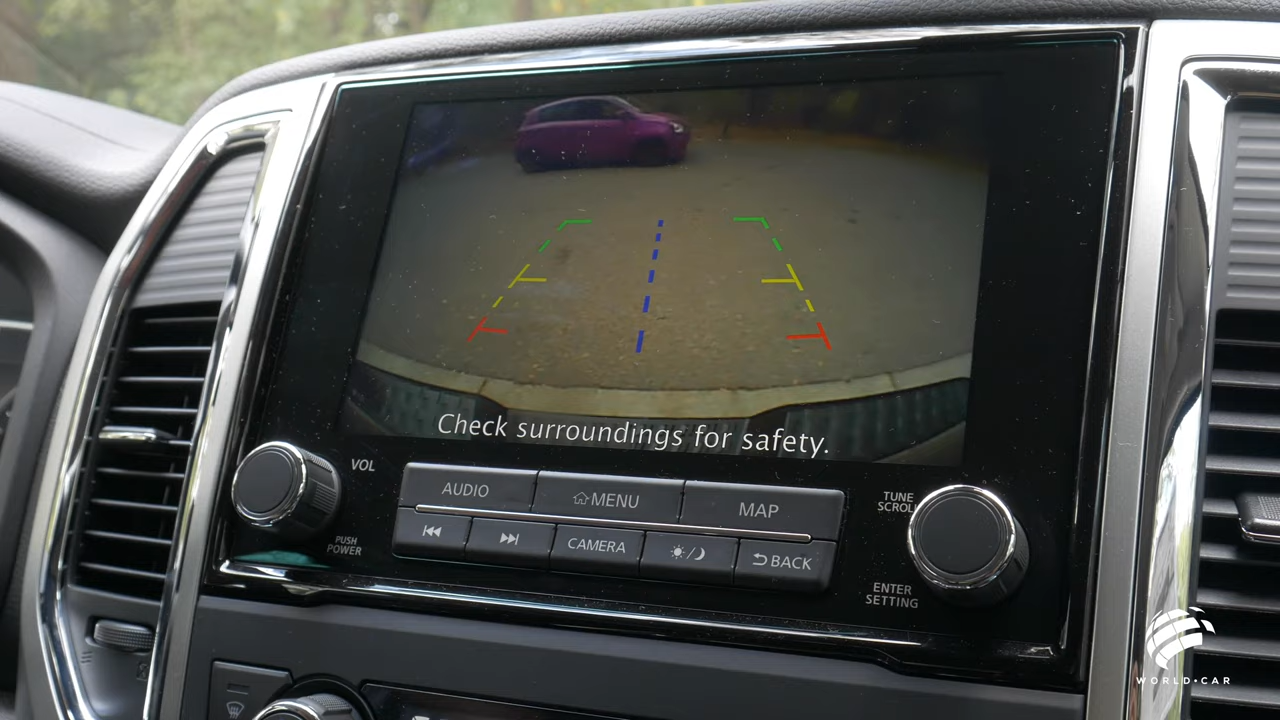 Check surroundings for safety.
VOL
AUDIO
MENU
MAP
TUNE
SCROLL
PUSH
POWER
CAMERA
BACK
ENTER
SETTING
WORLD•CAR